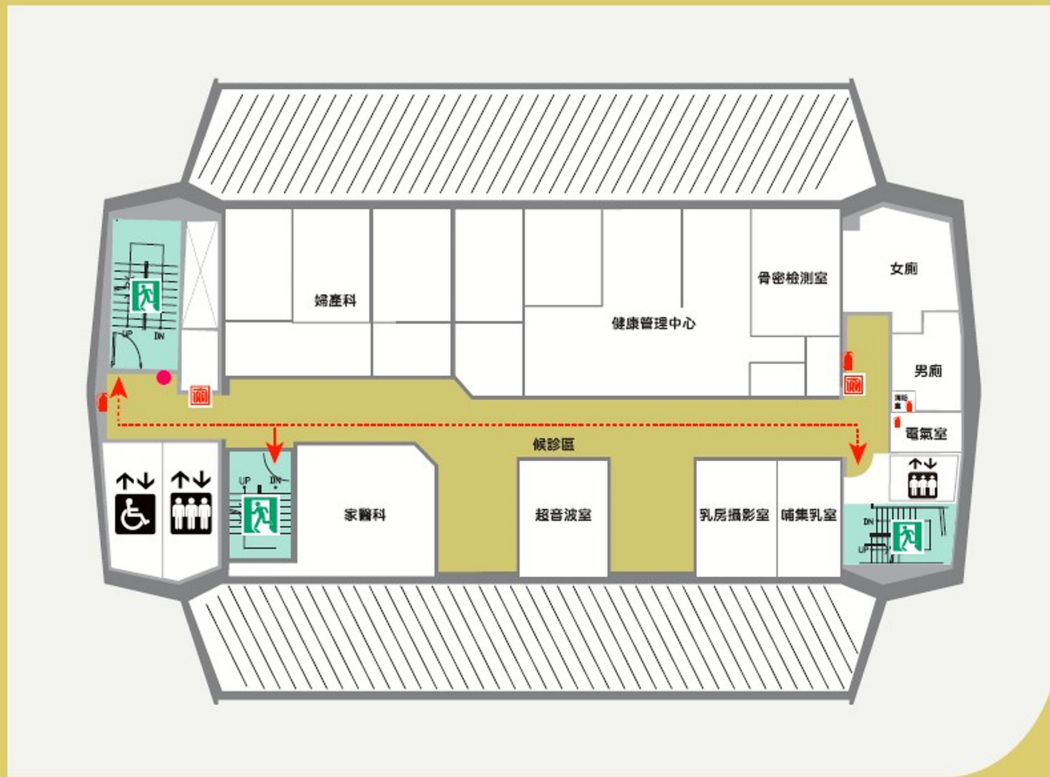 女廁
骨密檢測室
婦產科
健康管理中心
UP
DN
男廁
電氣室
候診區
UP
DN
家醫科
超音波室
乳房攝影室
哺集乳室
DN
UP